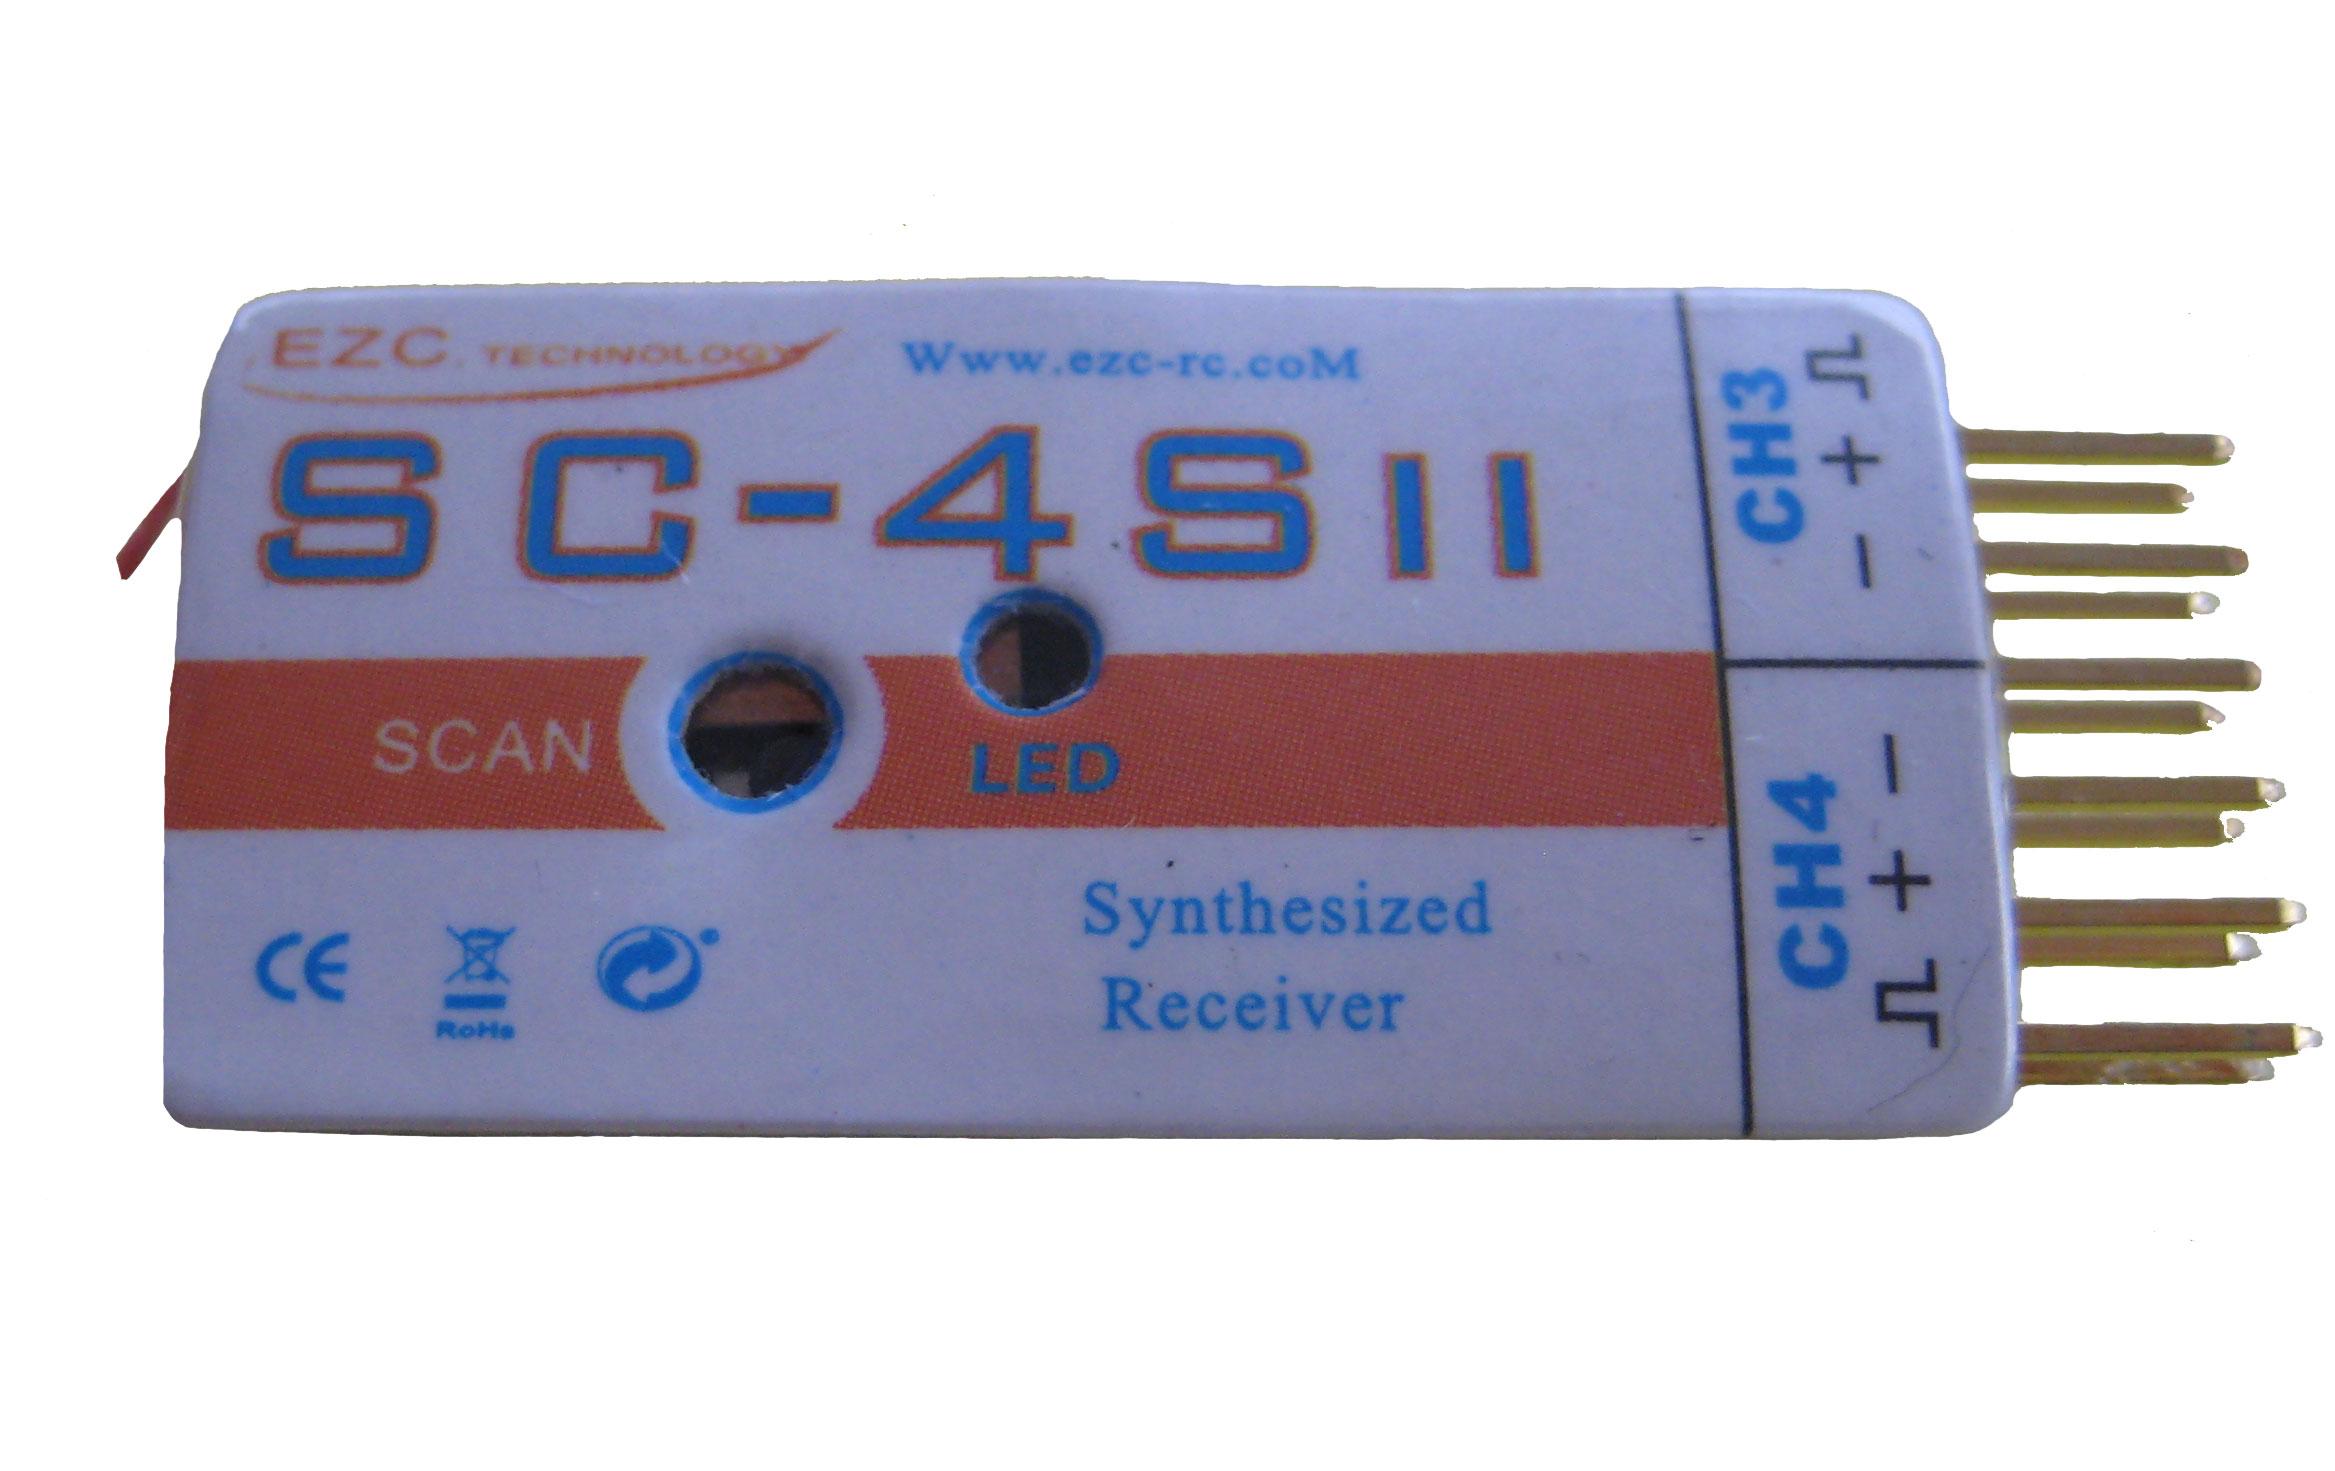 EZC. TECHNOLOGY
Www.ezc-rc.coM
SC-4SII
SCAN
LED
Synthesized
Receiver
CE
RoHs
CH3
+ -
CH4
+ -